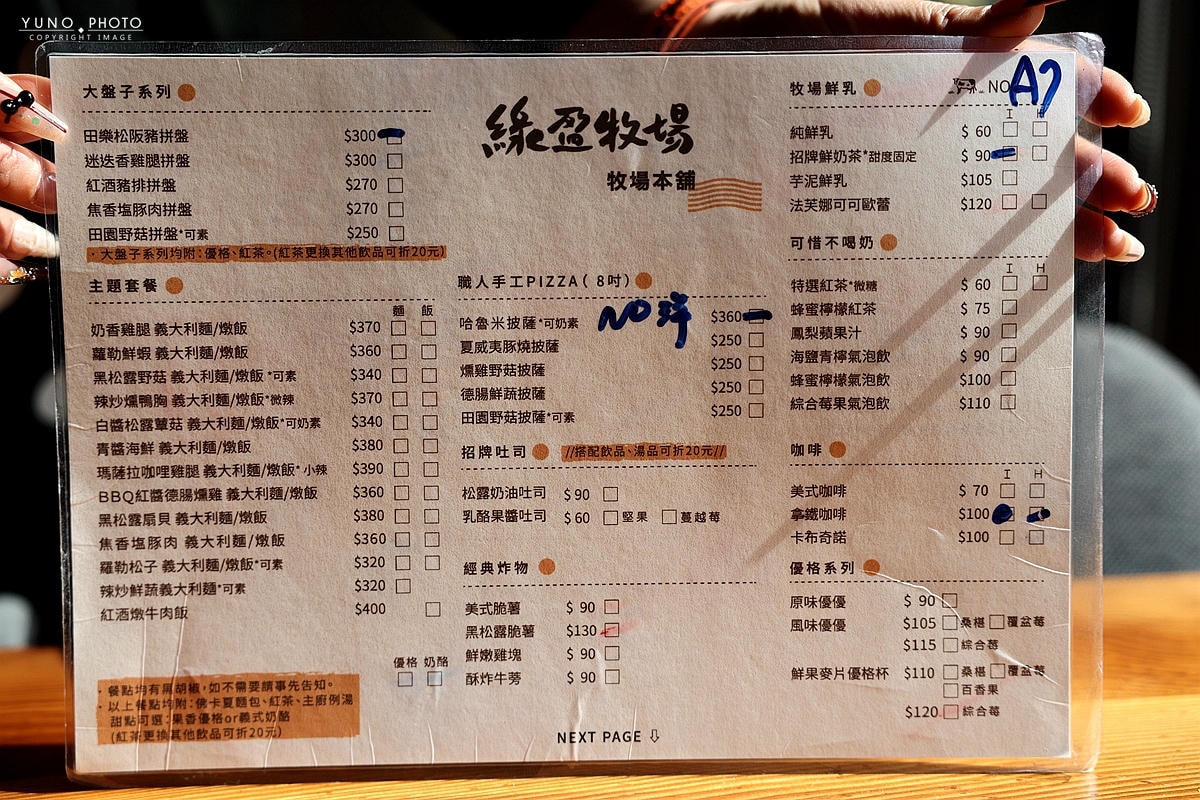 YUNO PHOTO
COPYRIGHT IMAGE
大盤子系列
田樂松阪豬拼盤 $300
迷迭香雞腿拼盤 $300
紅酒豬排拼盤 $270
焦香塩豚肉拼盤 $270
田園野菇拼盤*可素 $250
·大盤子系列均附:優格、紅茶。(紅茶更換其他飲品可折20元)
主題套餐
麵 飯
奶香雞腿 義大利麵/燉飯 $370
蘿勒鮮蝦 義大利麵/燉飯 $360
黑松露野菇 義大利麵/燉飯 *可素 $340
辣炒燻鴨胸 義大利麵/燉飯*微辣 $370
白醬松露蕈菇 義大利麵/燉飯*可奶素 $340
青醬海鮮 義大利麵/燉飯 $380
瑪薩拉咖哩雞腿 義大利麵/燉飯* 小辣 $390
BBQ紅醬德腸燻雞 義大利麵/燉飯 $360
黑松露扇貝 義大利麵/燉飯 $380
焦香塩豚肉 義大利麵/燉飯 $360
羅勒松子 義大利麵/燉飯*可素 $320
辣炒鮮蔬義大利麵*可素 $320
紅酒燉牛肉飯 $400
優格 奶酪
·餐點均有黑胡椒,如不需要請事先告知。
·以上餐點均附:佛卡夏麵包、紅茶、主廚例湯
甜點可選:果香優格or義式奶酪
(紅茶更換其他飲品可折20元)
綠盈牧場
牧場本舖
職人手工PIZZA( 8吋)
NO 洋
哈魯米披薩*可奶素 $360
夏威夷豚燒披薩 $250
燻雞野菇披薩 $250
德腸鮮蔬披薩 $250
田園野菇披薩*可素 $250
招牌吐司 //搭配飲品、湯品可折20元//
松露奶油吐司 $90
乳酪果醬吐司 $60 堅果 蔓越莓
經典炸物
美式脆薯 $ 90
黑松露脆薯 $130
鮮嫩雞塊 $ 90
酥炸牛蒡 $ 90
NEXT PAGE ⇩
牧場鮮乳 NO A7
I H
純鮮乳 $ 60
招牌鮮奶茶*甜度固定 $ 90
芋泥鮮乳 $105
法芙娜可可歐蕾 $120
可惜不喝奶
I H
特選紅茶*微糖 $ 60
蜂蜜檸檬紅茶 $ 75
鳳梨蘋果汁 $ 90
海鹽青檸氣泡飲 $ 90
蜂蜜檸檬氣泡飲 $100
綜合莓果氣泡飲 $110
咖啡
I H
美式咖啡 $ 70
拿鐵咖啡 $100
卡布奇諾 $100
優格系列
原味優優 $ 90
風味優優 $105 桑椹 覆盆莓
$115 綜合莓
鮮果麥片優格杯 $110 桑椹 覆盆莓
百香果
$120 綜合莓